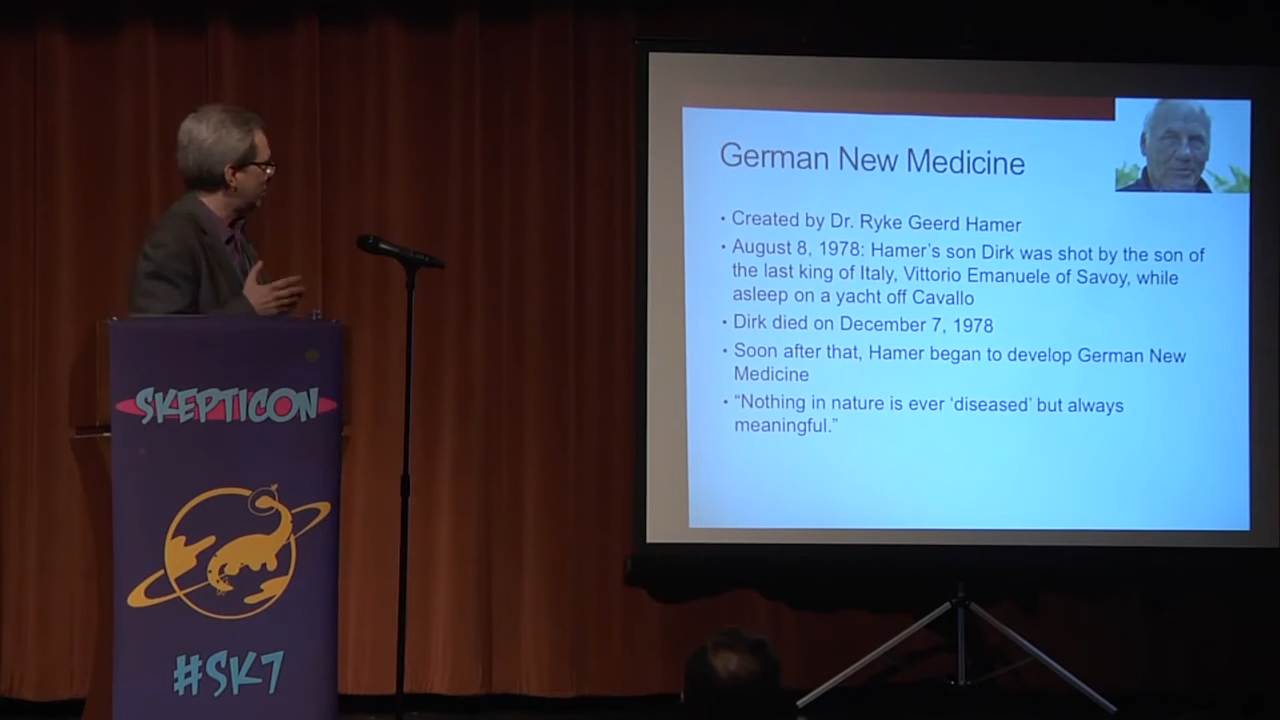 German New Medicine
• Created by Dr. Ryke Geerd Hamer
• August 8, 1978: Hamer's son Dirk was shot by the son of
the last king of Italy, Vittorio Emanuele of Savoy, while
asleep on a yacht off Cavallo
• Dirk died on December 7, 1978
• Soon after that, Hamer began to develop German New
Medicine
• “Nothing in nature is ever ‘diseased’ but always
meaningful.”
SKEPTICON
#SK7